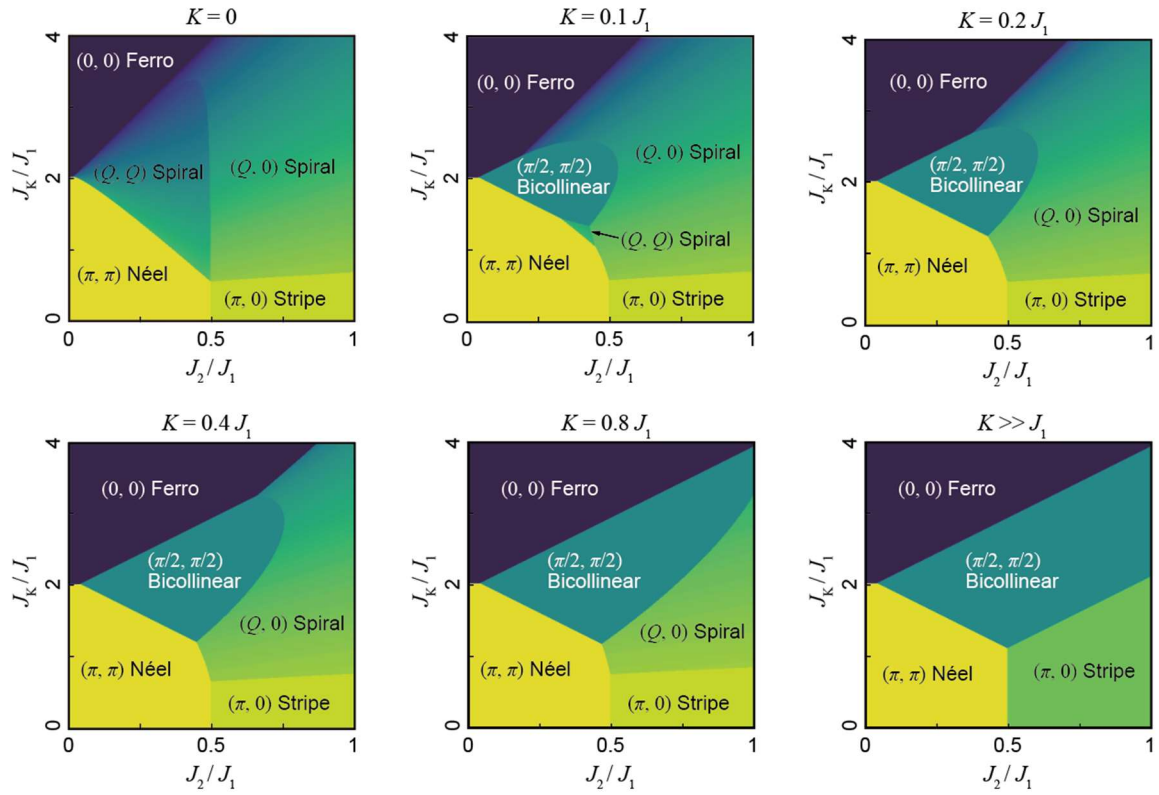 K = 0
(0, 0) Ferro
(Q, Q) Spiral
(Q, 0) Spiral
(π, π) Néel
(π, 0) Stripe
J_K / J_1
4
2
0
0
0.5
1
J_2 / J_1
K = 0.1 J_1
(0, 0) Ferro
(Q, 0) Spiral
(π/2, π/2)
Bicollinear
(Q, Q) Spiral
(π, π) Néel
(π, 0) Stripe
J_K / J_1
4
2
0
0
0.5
1
J_2 / J_1
K = 0.2 J_1
(0, 0) Ferro
(π/2, π/2)
Bicollinear
(Q, 0) Spiral
(π, π) Néel
(π, 0) Stripe
J_K / J_1
4
2
0
0
0.5
1
J_2 / J_1
K = 0.4 J_1
(0, 0) Ferro
(π/2, π/2)
Bicollinear
(Q, 0) Spiral
(π, π) Néel
(π, 0) Stripe
J_K / J_1
4
2
0
0
0.5
1
J_2 / J_1
K = 0.8 J_1
(0, 0) Ferro
(π/2, π/2)
Bicollinear
(Q, 0) Spiral
(π, π) Néel
(π, 0) Stripe
J_K / J_1
4
2
0
0
0.5
1
J_2 / J_1
K >> J_1
(0, 0) Ferro
(π/2, π/2)
Bicollinear
(π, π) Néel
(π, 0) Stripe
J_K / J_1
4
2
0
0
0.5
1
J_2 / J_1